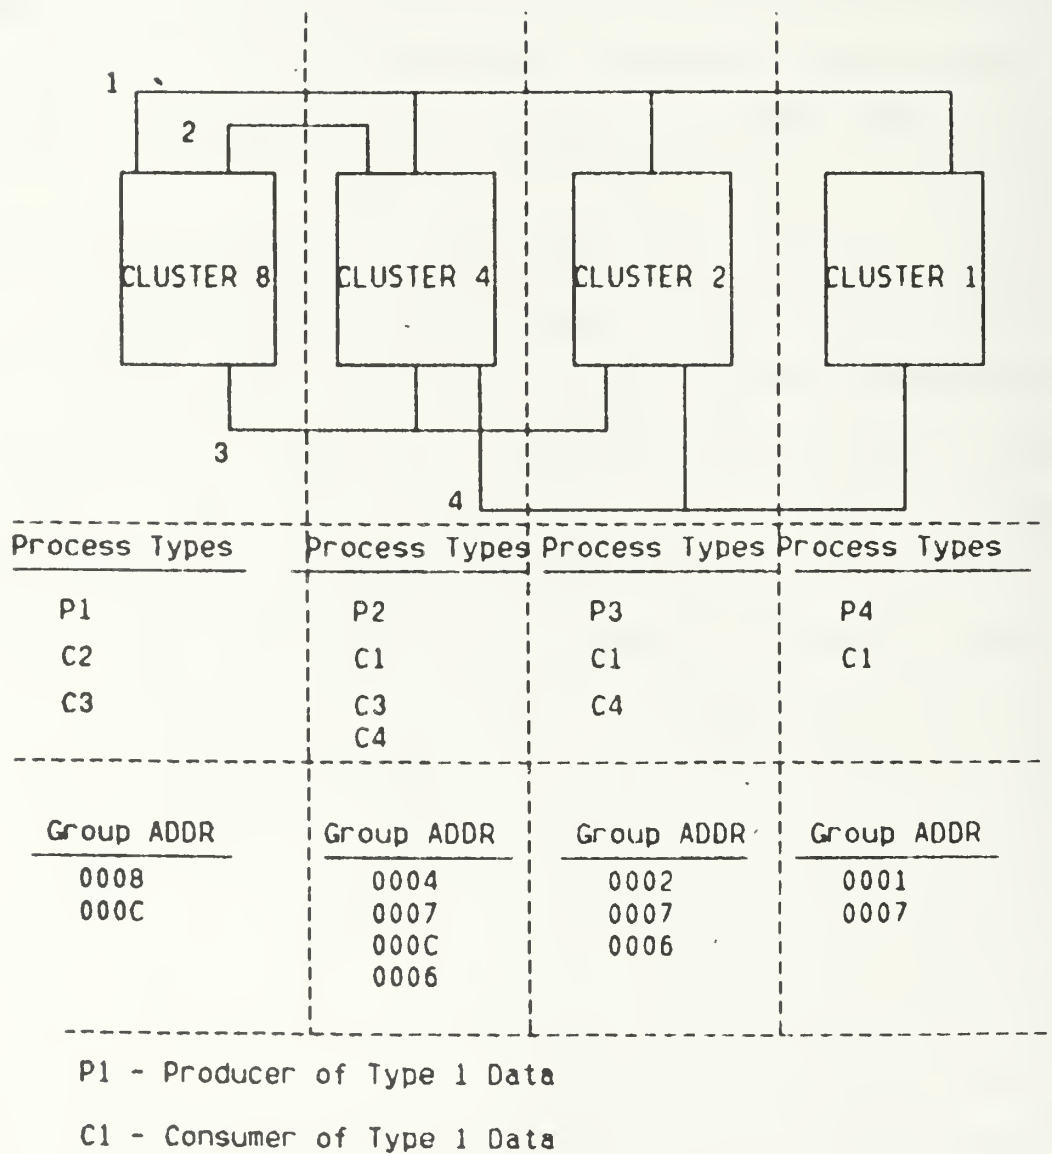 1
2
CLUSTER 8 CLUSTER 4 CLUSTER 2 CLUSTER 1
3
4
Process Types Process Types Process Types Process Types
P1 P2 P3 P4
C2 C1 C1 C1
C3 C3 C4
C4
Group ADDR Group ADDR Group ADDR Group ADDR
0008 0004 0002 0001
000C 0007 0007 0007
000C 0006
0006
P1 - Producer of Type 1 Data
C1 - Consumer of Type 1 Data